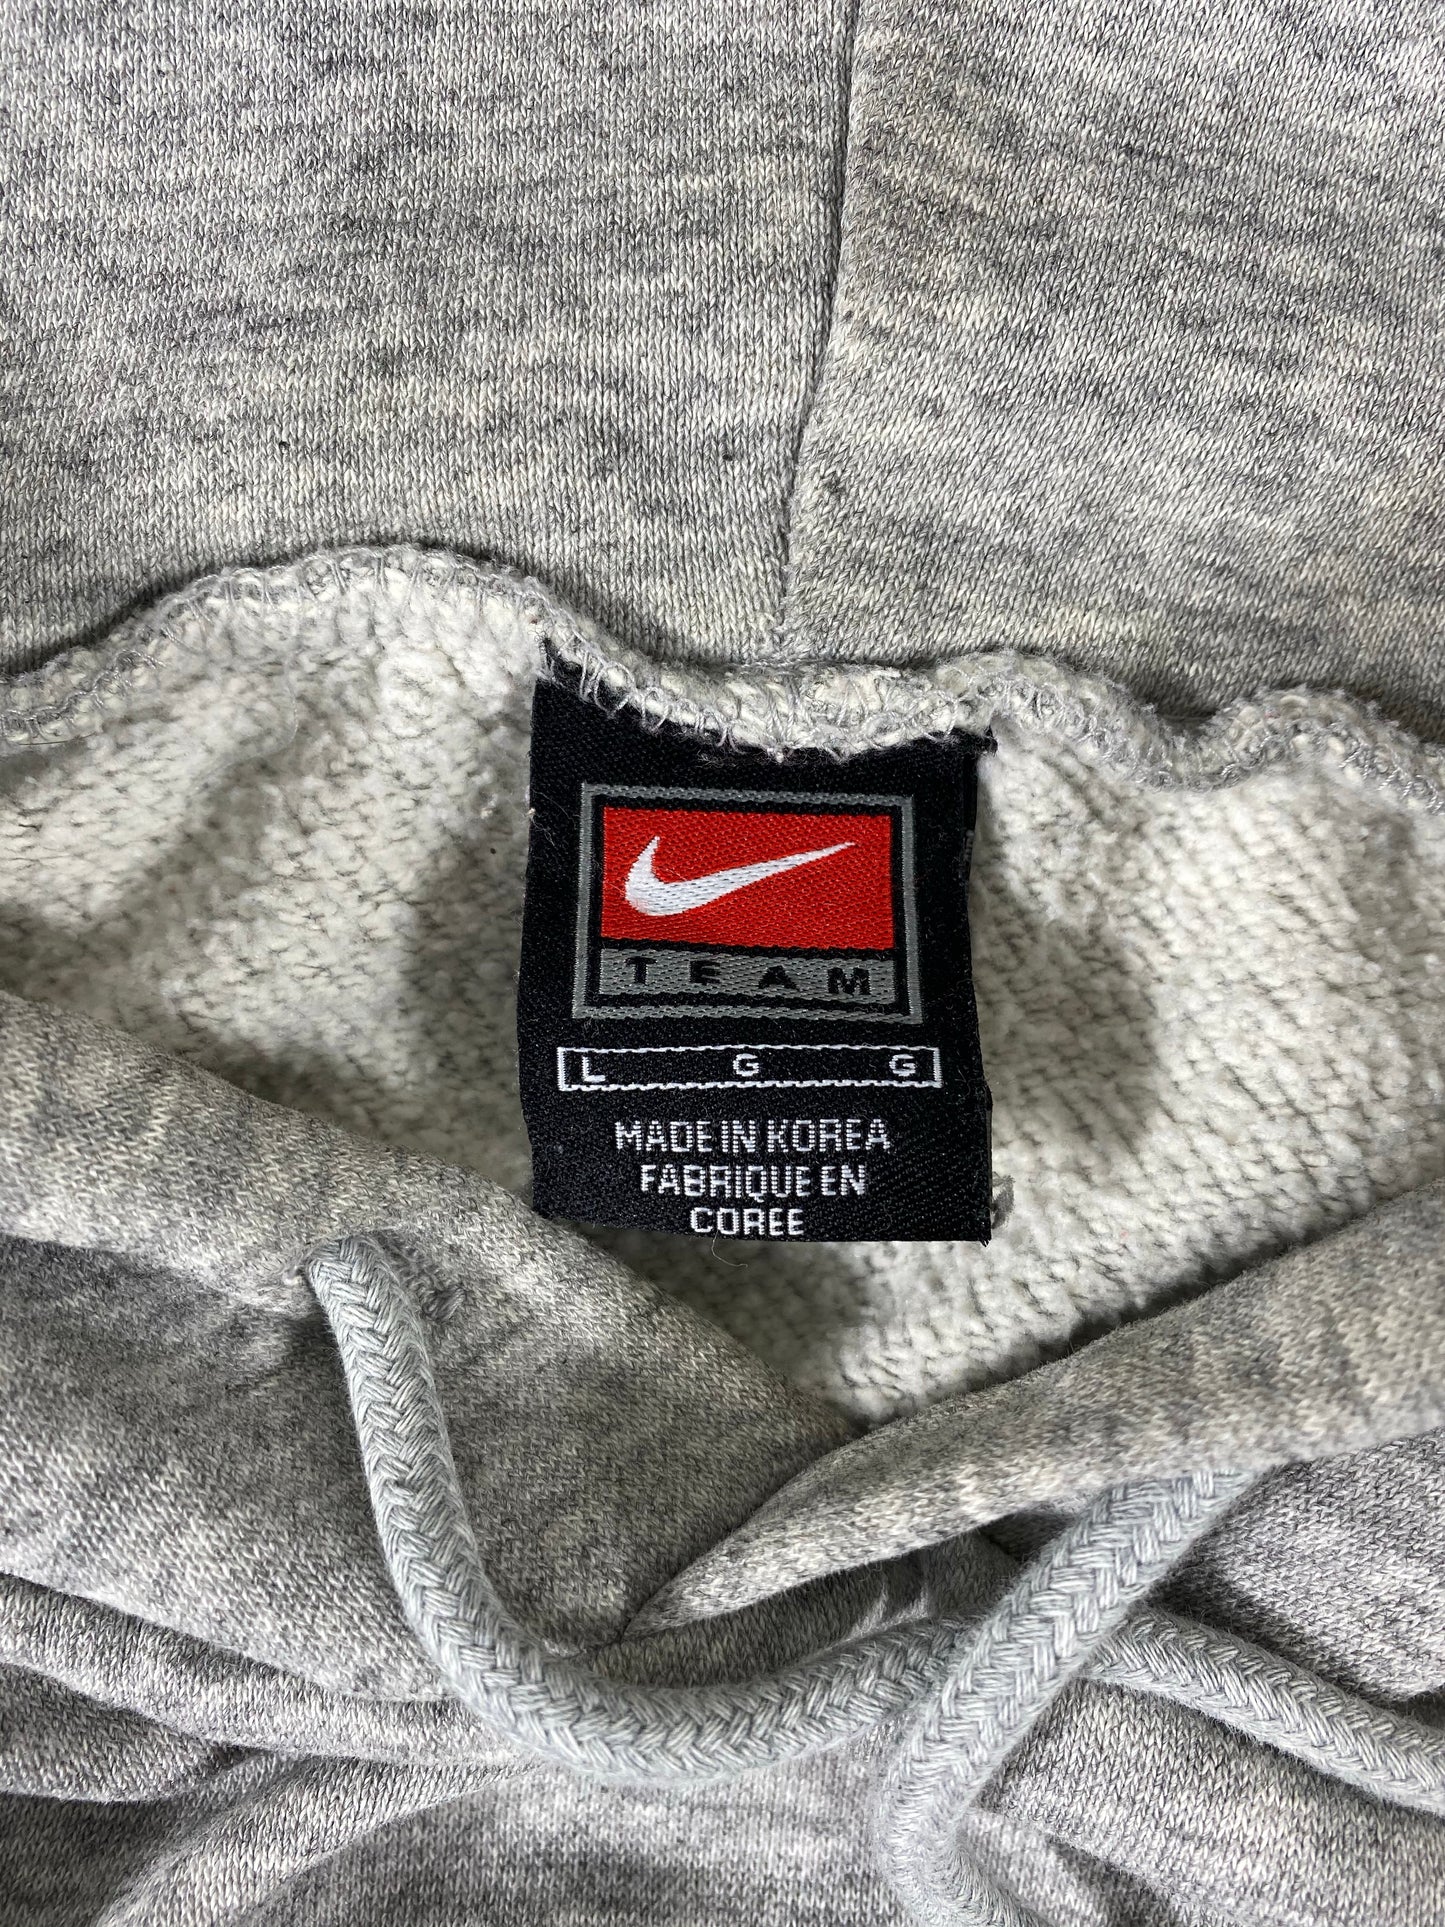 TEAM
L G G
MADE IN KOREA
FABRIQUE EN
COREE